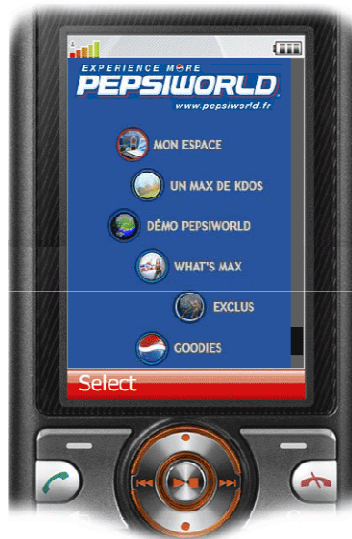 EXPERIENCE MORE
PEPSIWORLD
www.pepsiworld.fr
MON ESPACE
UN MAX DE KDOS
DÉMO PEPSIWORLD
WHAT'S MAX
EXCLUS
GOODIES
Select